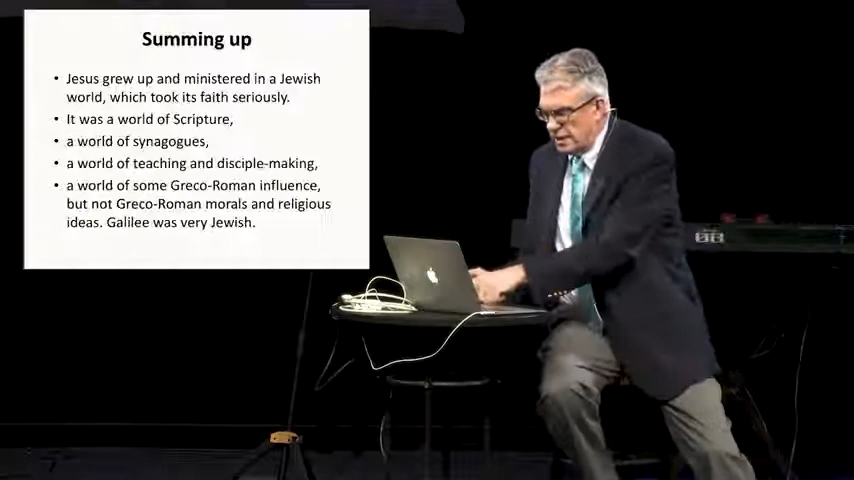 Summing up
• Jesus grew up and ministered in a Jewish
world, which took its faith seriously.
• It was a world of Scripture,
• a world of synagogues,
• a world of teaching and disciple-making,
• a world of some Greco-Roman influence,
but not Greco-Roman morals and religious
ideas. Galilee was very Jewish.